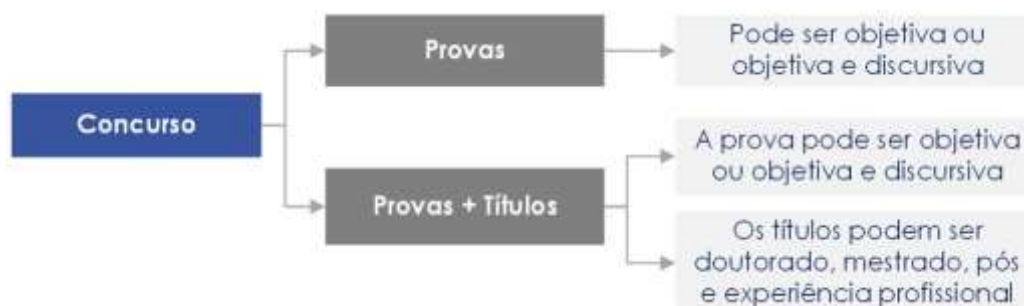 Concurso
Provas
Pode ser objetiva ou
objetiva e discursiva
Provas + Títulos
A prova pode ser objetiva
ou objetiva e discursiva
Os títulos podem ser
doutorado, mestrado, pós
e experiência profissional